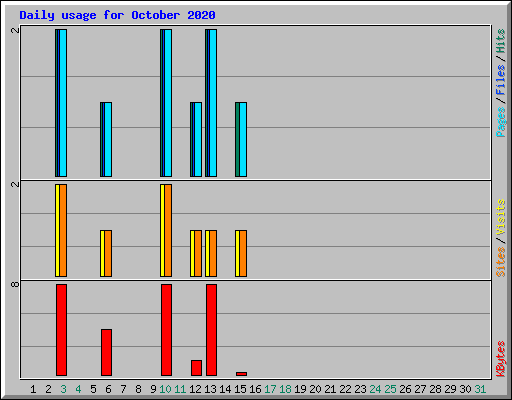 Daily usage for October 2020
2
Pages/Files/Hits
2
Sites/Visits
8
KBytes
1 2 3 4 5 6 7 8 9 10 11 12 13 14 15 16 17 18 19 20 21 22 23 24 25 26 27 28 29 30 31